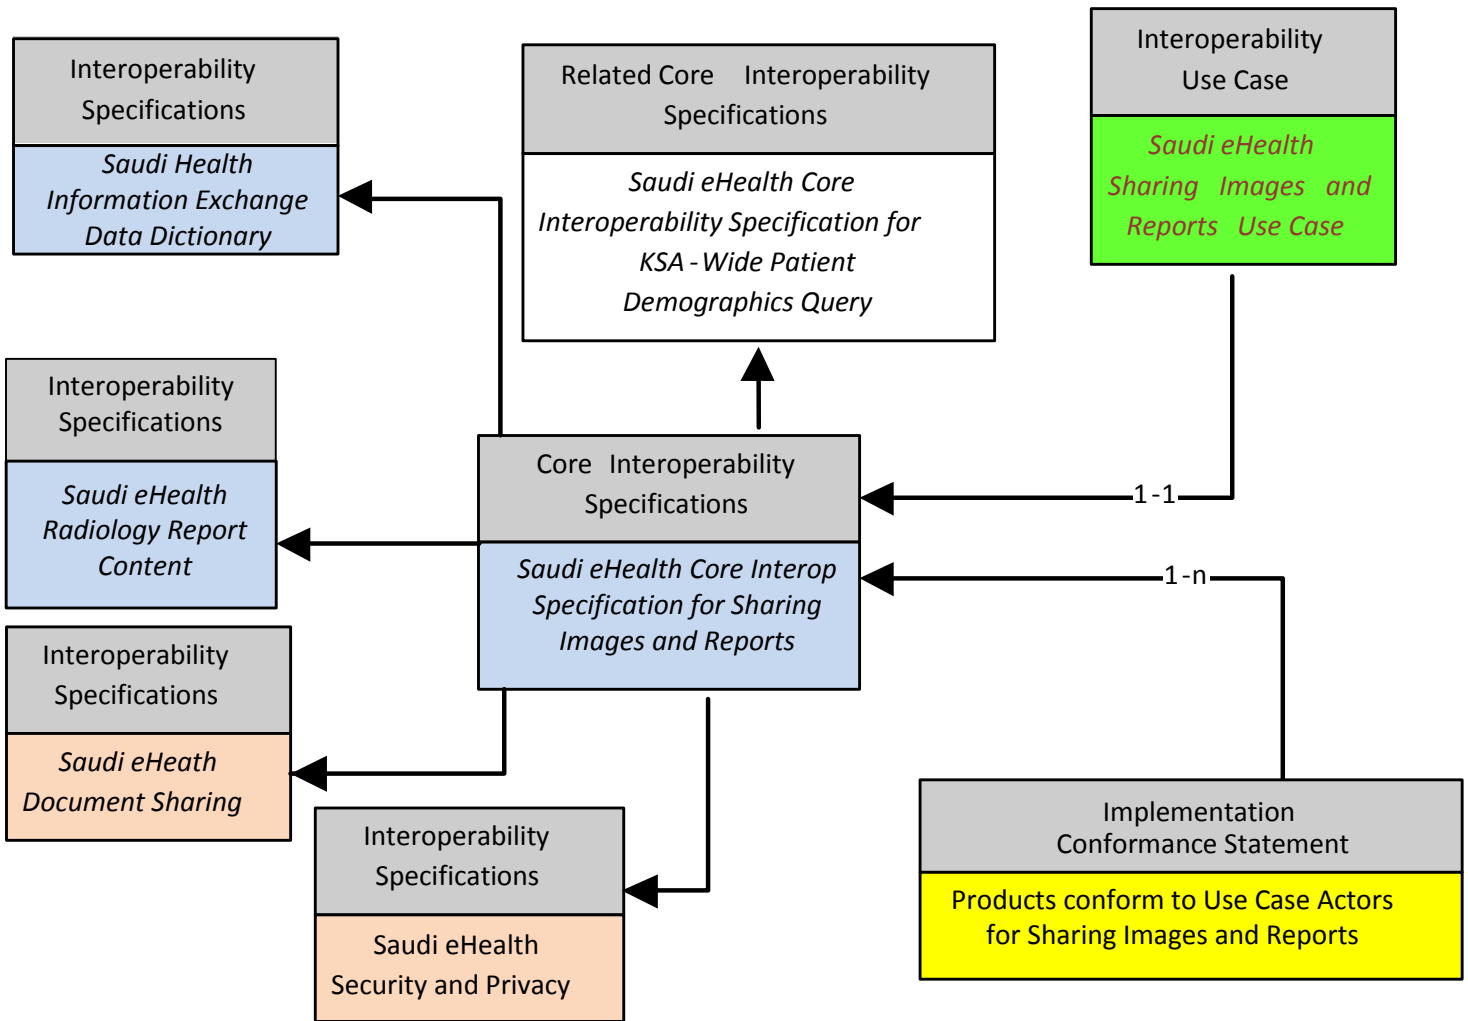 Interoperability
Specifications
Saudi Health
Information Exchange
Data Dictionary
Related Core Interoperability
Specifications
Saudi eHealth Core
Interoperability Specification for
KSA - Wide Patient
Demographics Query
Interoperability
Use Case
Saudi eHealth
Sharing Images and
Reports Use Case
Interoperability
Specifications
Saudi eHealth
Radiology Report
Content
Core Interoperability
Specifications
Saudi eHealth Core Interop
Specification for Sharing
Images and Reports
1-1
1-n
Interoperability
Specifications
Saudi eHeath
Document Sharing
Interoperability
Specifications
Saudi eHealth
Security and Privacy
Implementation
Conformance Statement
Products conform to Use Case Actors
for Sharing Images and Reports